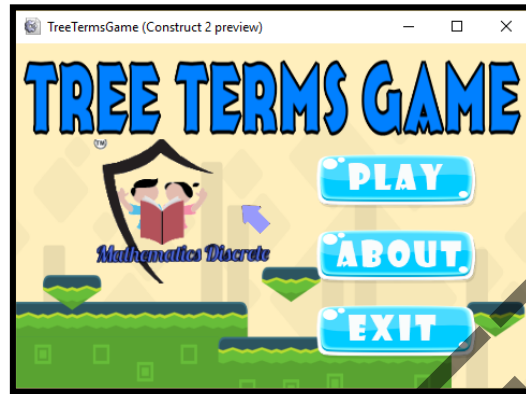 TreeTermsGame (Construct 2 preview)
TREE TERMS GAME
TM
PLAY
Mathematics Discrete
ABOUT
EXIT